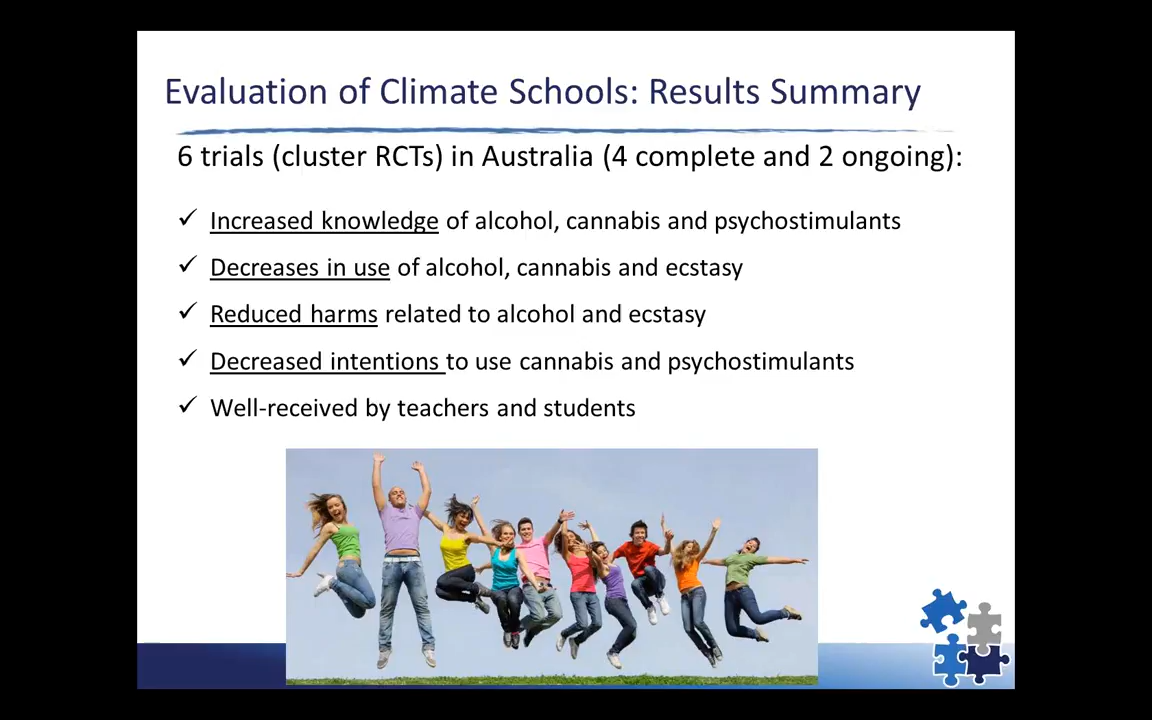 Evaluation of Climate Schools: Results Summary
6 trials (cluster RCTs) in Australia (4 complete and 2 ongoing):
✓ Increased knowledge of alcohol, cannabis and psychostimulants
✓ Decreases in use of alcohol, cannabis and ecstasy
✓ Reduced harms related to alcohol and ecstasy
✓ Decreased intentions to use cannabis and psychostimulants
✓ Well-received by teachers and students